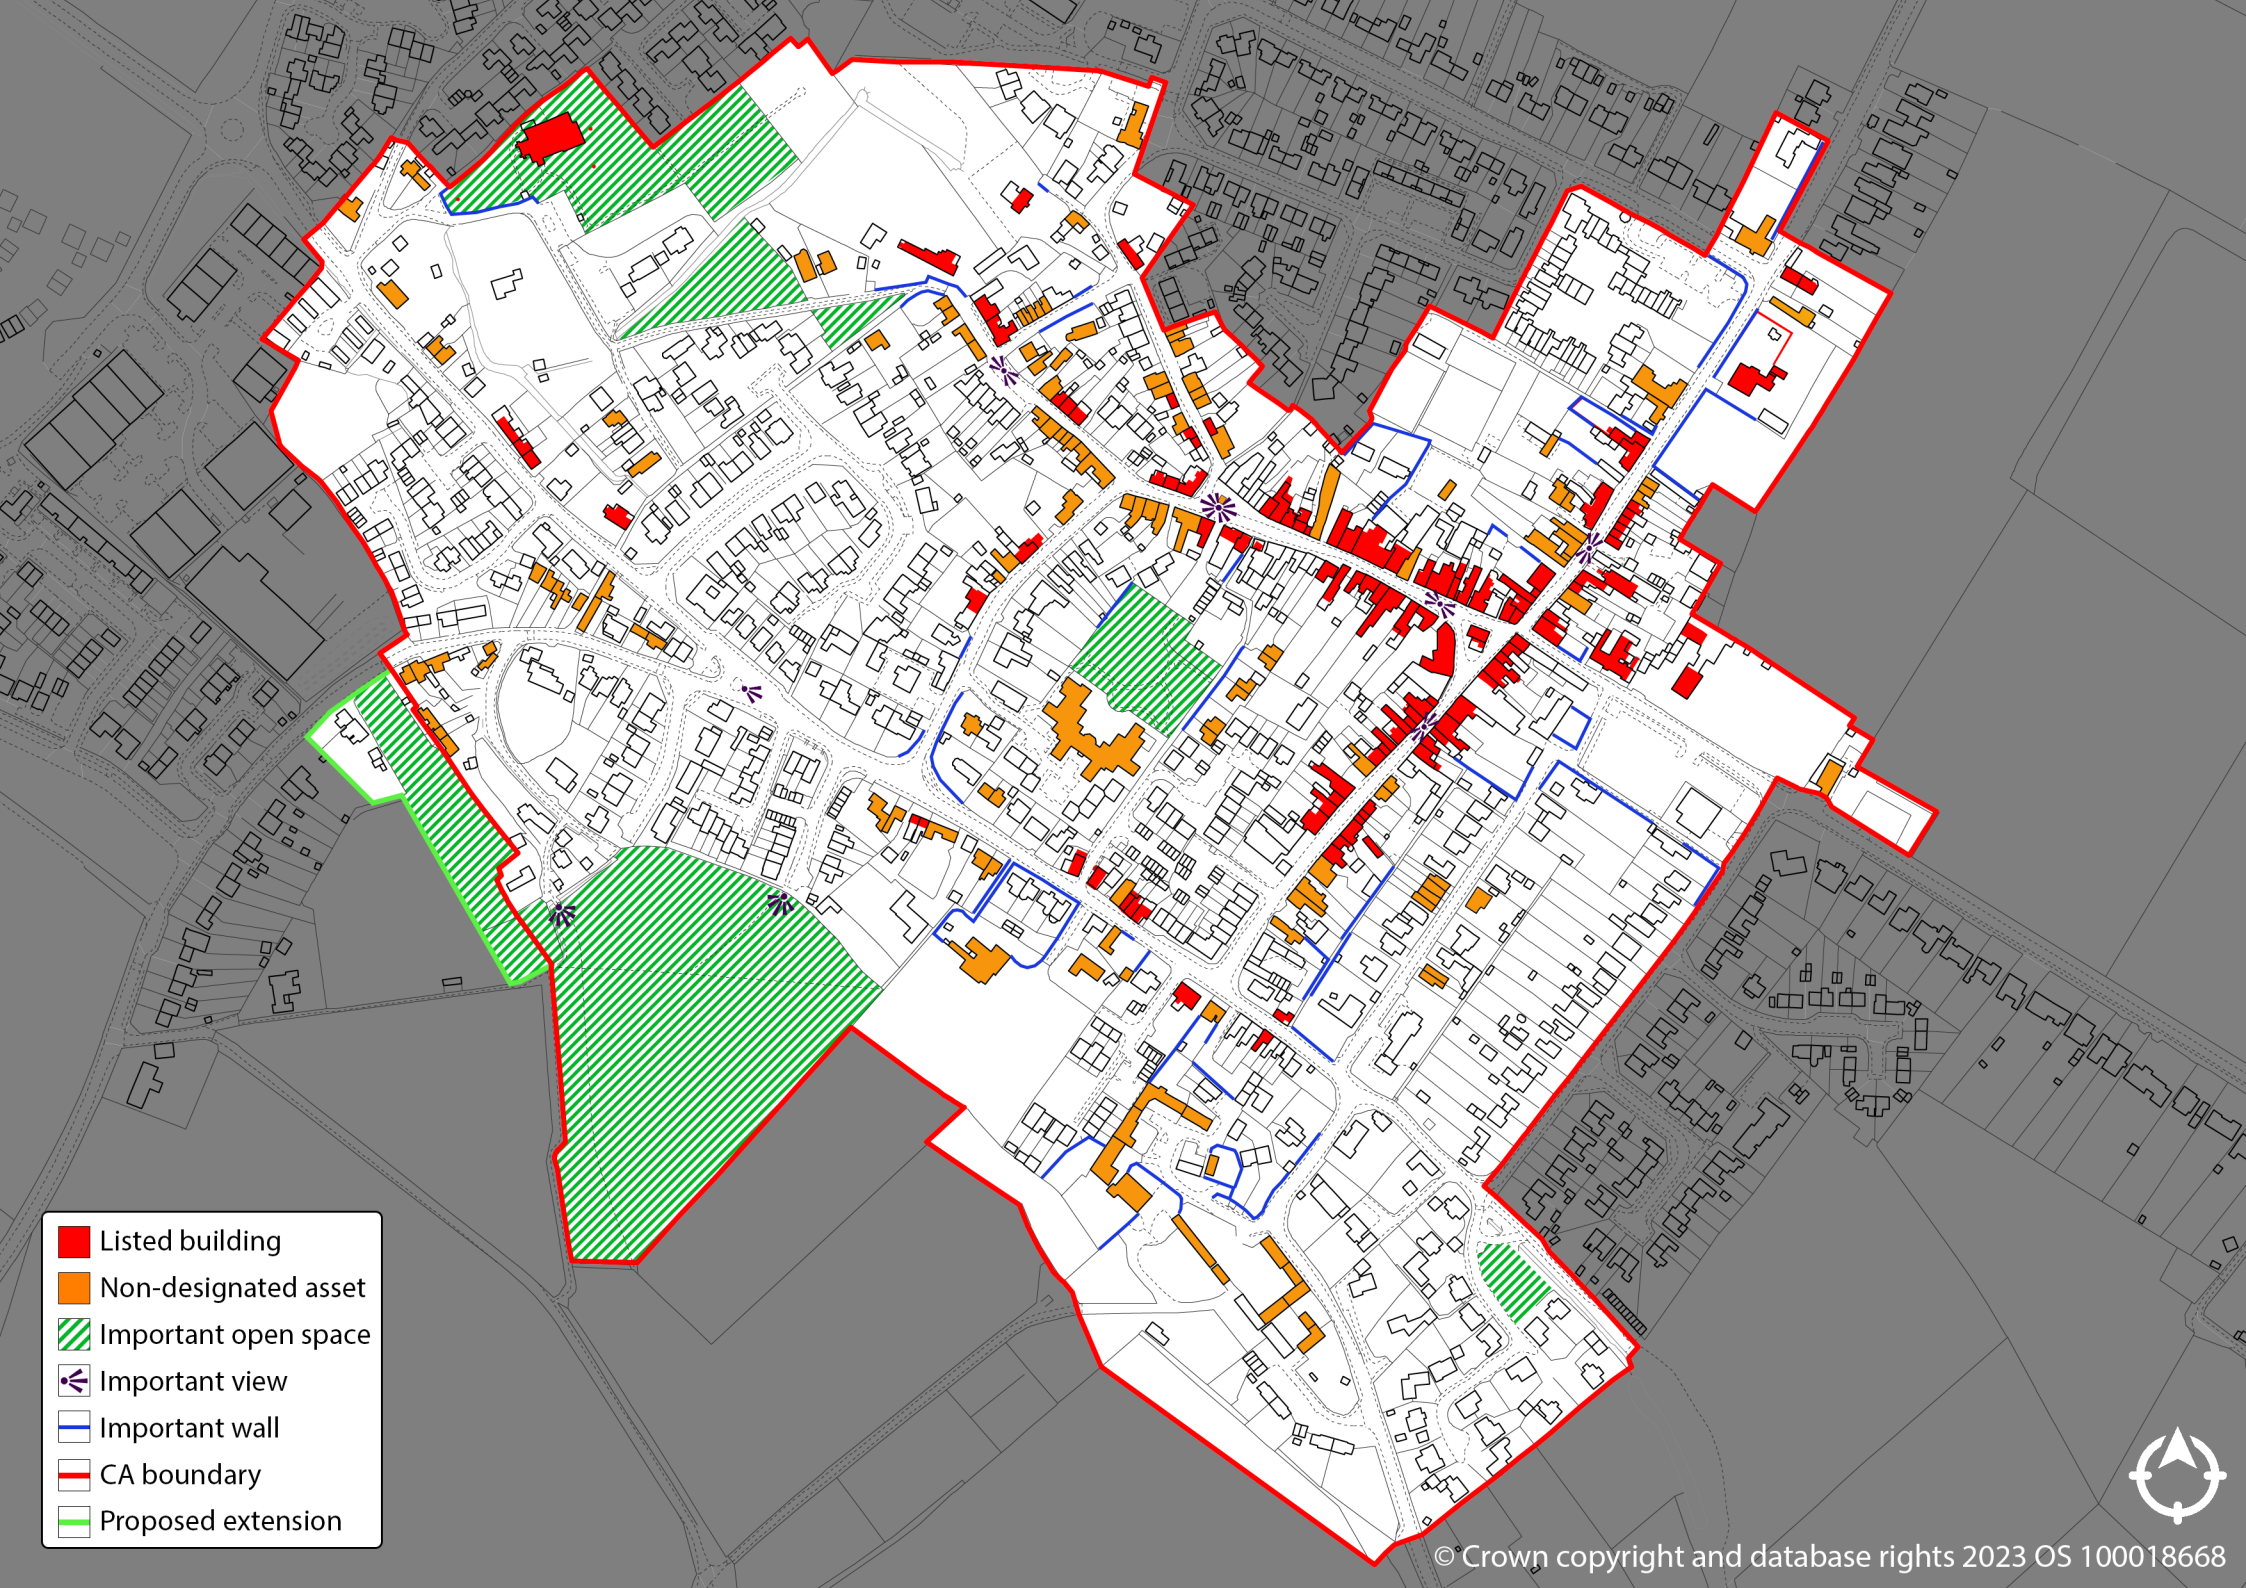 Listed building
Non-designated asset
Important open space
Important view
Important wall
CA boundary
Proposed extension
© Crown copyright and database rights 2023 OS 100018668